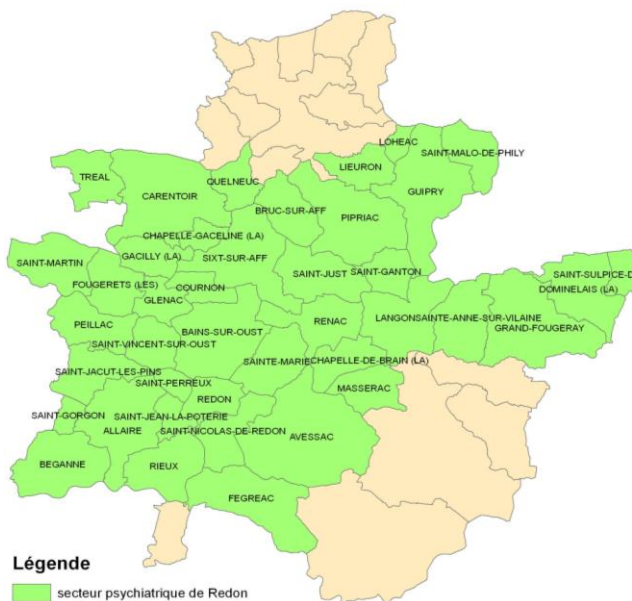 LOHEAC
SAINT-MALO-DE-PHILY
LIEURON
TREAL
QUELNEUC
CARENTOIR
GUIPRY
BRUC-SUR-AFF
PIPRIAC
CHAPELLE-GACELINE (LA)
GACILLY (LA)
SIXT-SUR-AFF
SAINT-MARTIN
SAINT-JUST
SAINT-GANTON
SAINT-SULPICE-D
FOUGERETS (LES)
COURNON
DOMINELAIS (LA)
GLENAC
PEILLAC
RENAC
LANGON
SAINTE-ANNE-SUR-VILAINE
BAINS-SUR-OUST
GRAND-FOUGERAY
SAINT-VINCENT-SUR-OUST
SAINTE-MARIE
CHAPELLE-DE-BRAIN (LA)
SAINT-JACUT-LES-PINS
SAINT-PERREUX
MASSERAC
REDON
SAINT-GORGON
SAINT-JEAN-LA-POTERIE
ALLAIRE
SAINT-NICOLAS-DE-REDON
AVESSAC
BEGANNE
RIEUX
FEGREAC
Légende
secteur psychiatrique de Redon